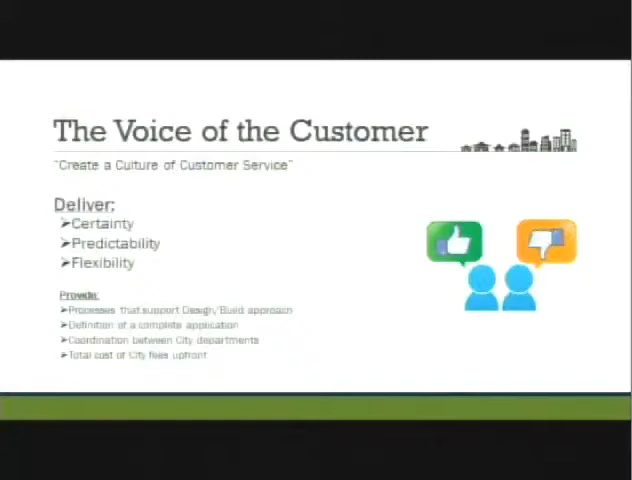 The Voice of the Customer
"Create a Culture of Customer Service"
Deliver:
➢Certainty
➢Predictability
➢Flexibility
Provide:
➢Processes that support Design/Build approach
➢Definition of a complete application
➢Coordination between City departments
➢Total cost of City fees upfront